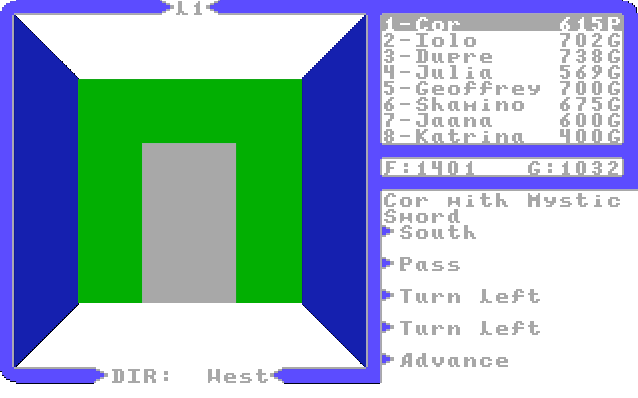 L1
1-Cor 615P
2-Iolo 702G
3-Dupre 738G
4-Julia 569G
5-Geoffrey 700G
6-Shamino 675G
7-Jaana 600G
8-Katrina 400G
F:1401 G:1032
Cor with Mystic
Sword
South
Pass
Turn Left
Turn Left
Advance
DIR: West